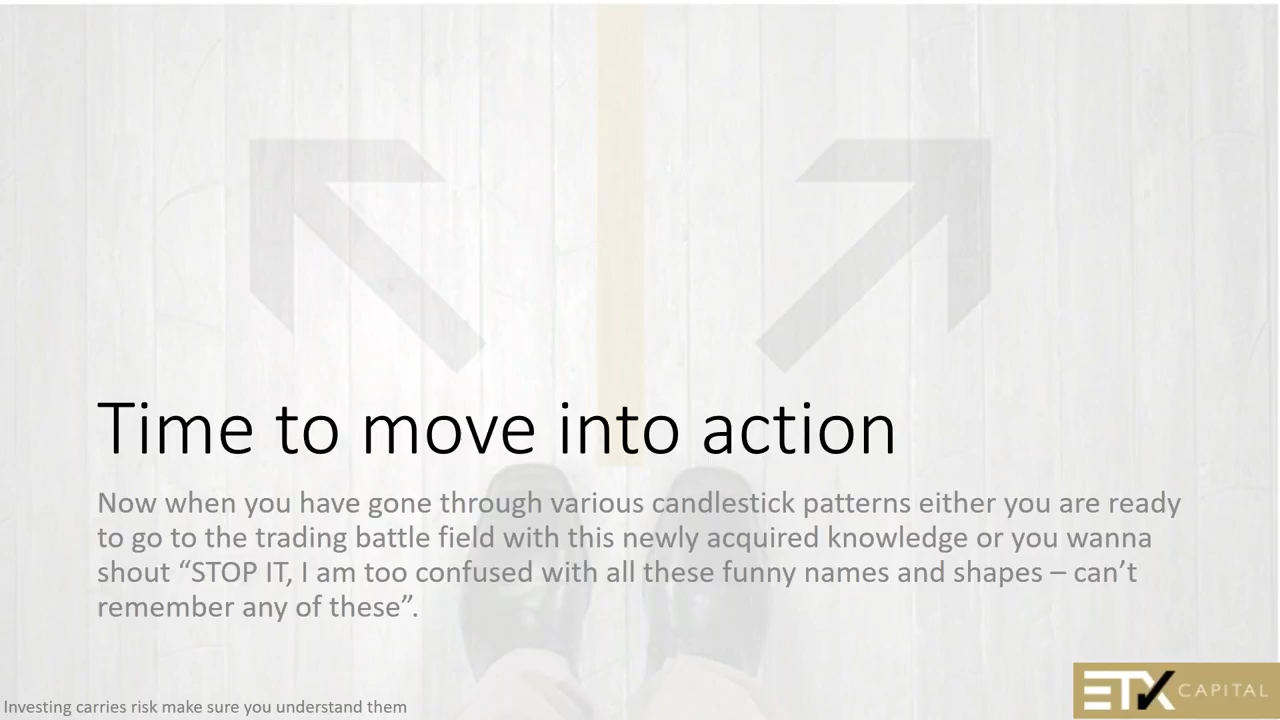 Time to move into action
Now when you have gone through various candlestick patterns either you are ready
to go to the trading battle field with this newly acquired knowledge or you wanna
shout “STOP IT, I am too confused with all these funny names and shapes – can’t
remember any of these”.
Investing carries risk make sure you understand them
ETX CAPITAL